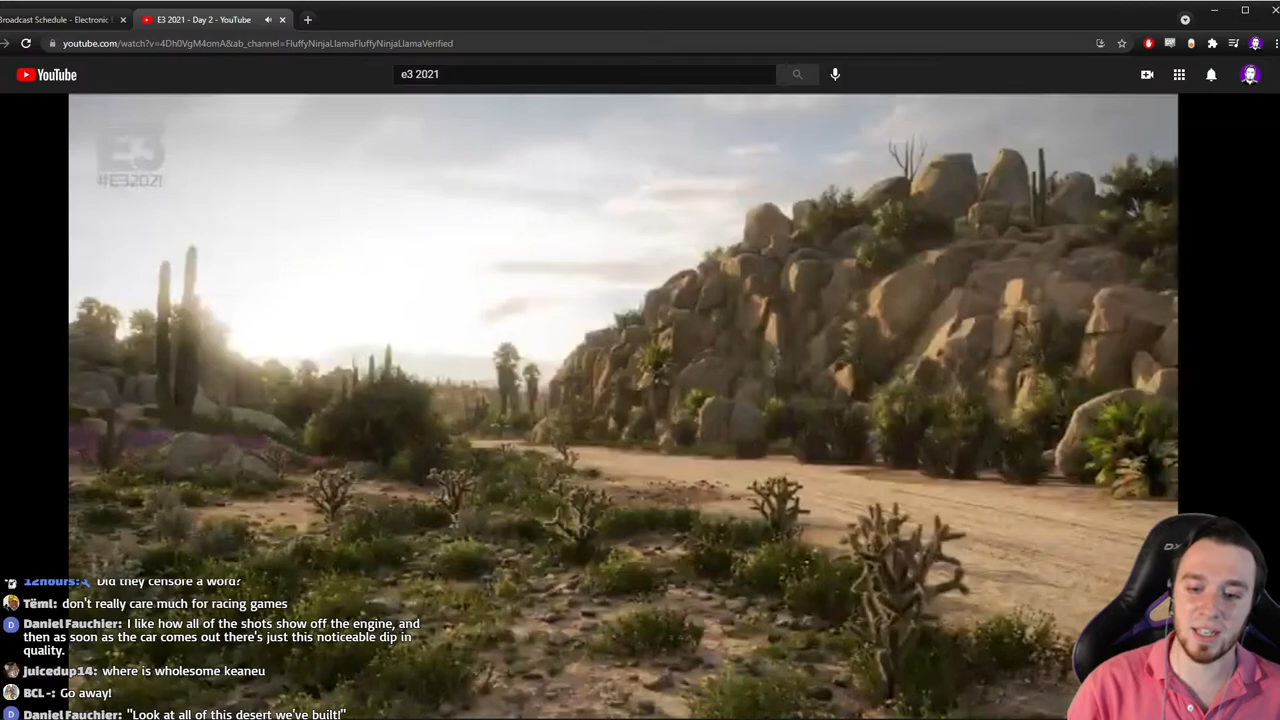 Broadcast Schedule - Electronic
E3 2021 - Day 2 - YouTube
youtube.com/watch?v=4Dh0VgM4omA&ab_channel=FluffyNinjaLlamaFluffyNinjaLlamaVerified
YouTube
e3 2021
E3
#E32021
DX
12hours: Did they censore a word?
Tëml: don't really care much for racing games
Daniel Fauchier: I like how all of the shots show off the engine, and
then as soon as the car comes out there's just this noticeable dip in
quality.
juicedup14: where is wholesome keaneu
BCL-: Go away!
Daniel Fauchier: "Look at all of this desert we've built!"